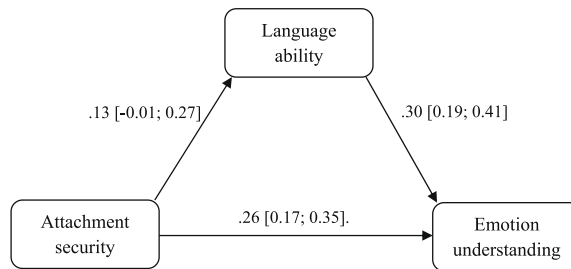 Language
ability
.13 [-0.01; 0.27]
.30 [0.19; 0.41]
Attachment
security
.26 [0.17; 0.35].
Emotion
understanding